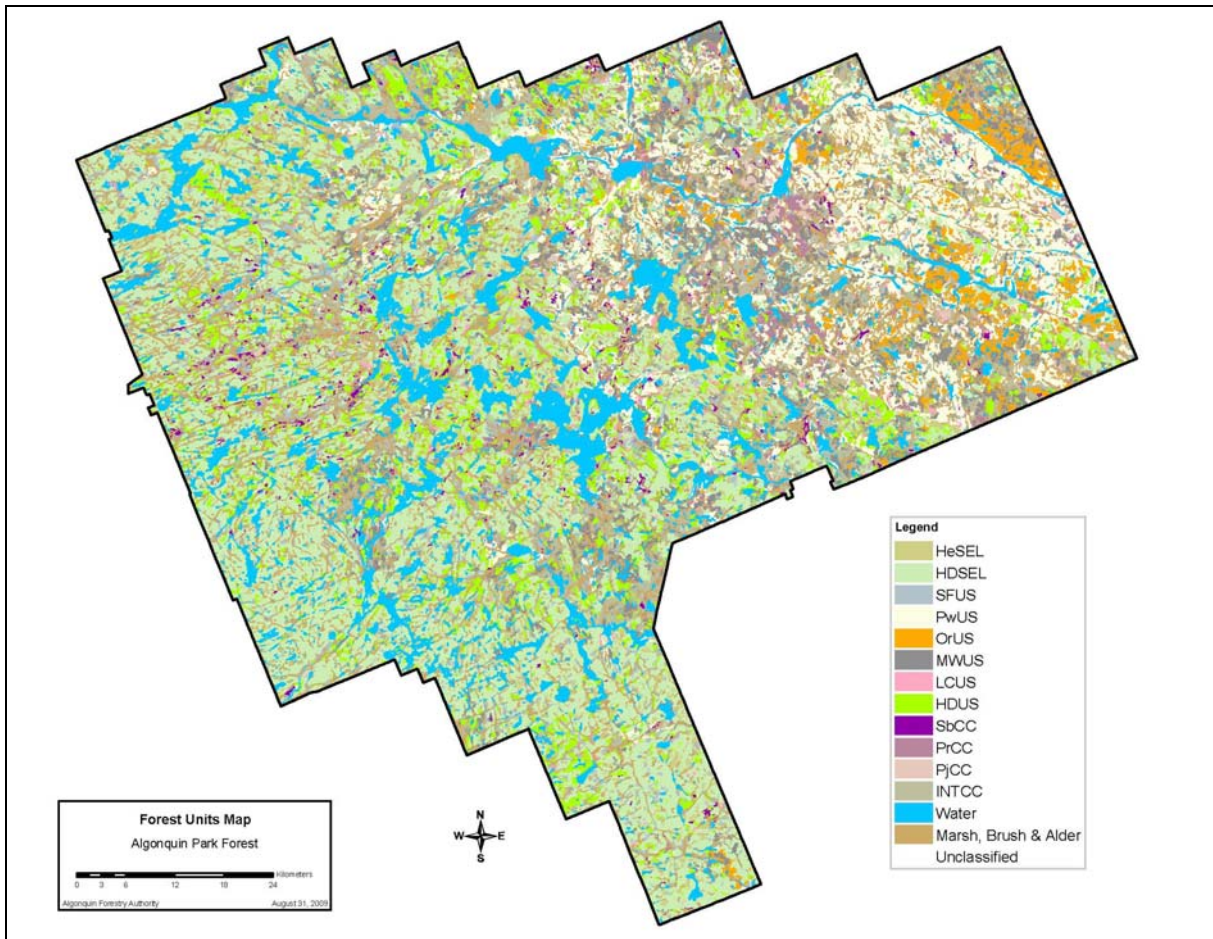 Legend
HeSEL
HDSEL
SFUS
PwUS
OrUS
MWUS
LCUS
HDUS
SbCC
PrCC
PjCC
INTCC
Water
Marsh, Brush & Alder
Unclassified
Forest Units Map
Algonquin Park Forest
Kilometers
0 3 6 12 18 24
Algonquin Forestry Authority August 31, 2009
N
W E
S